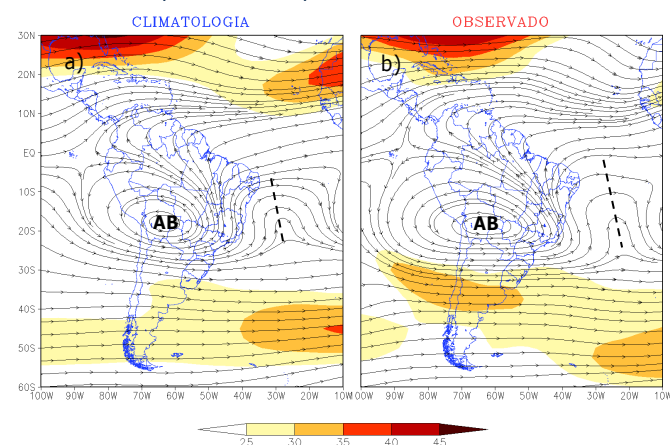 CLIMATOLOGIA OBSERVADO
a) b)
30N
20N
10N
EQ
10S
20S
30S
40S
50S
60S
AB AB
100W 90W 80W 70W 60W 50W 40W 30W 20W 10W 100W 90W 80W 70W 60W 50W 40W 30W 20W 10W
25 30 35 40 45